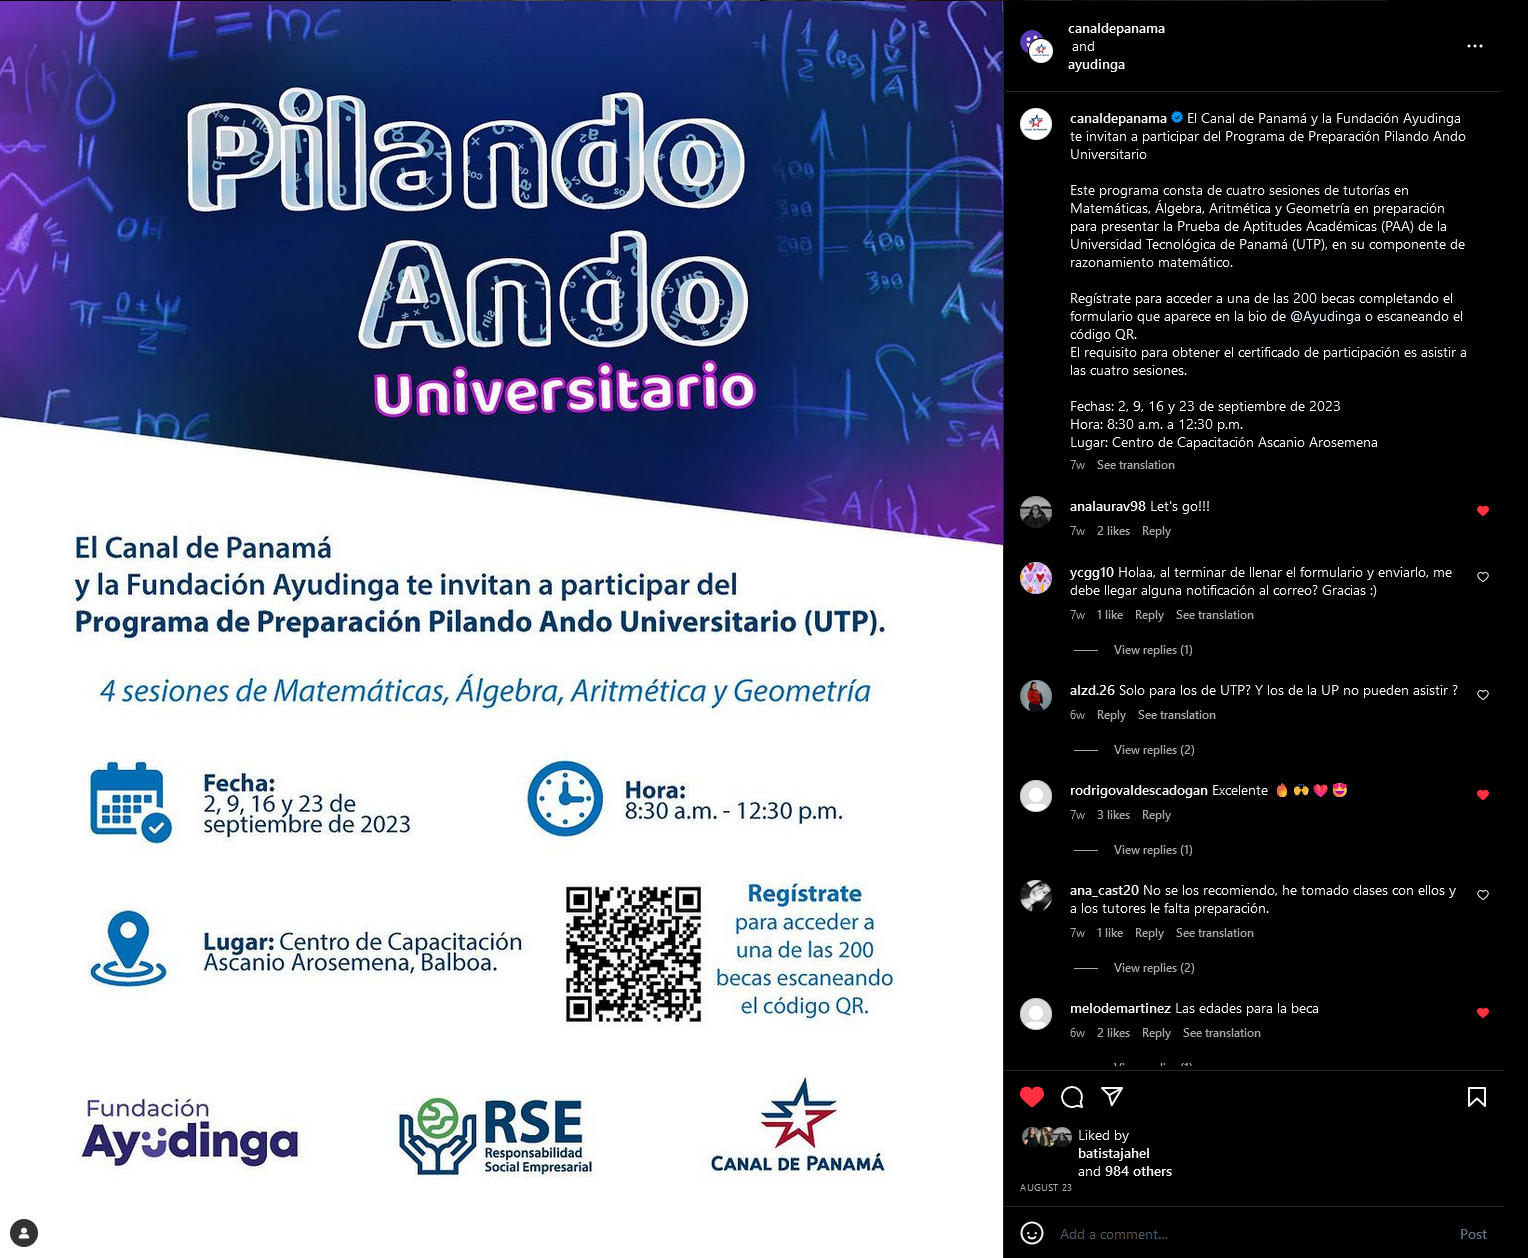 Pilando
Ando
Universitario
El Canal de Panamá
y la Fundación Ayudinga te invitan a participar del
Programa de Preparación Pilando Ando Universitario (UTP).
4 sesiones de Matemáticas, Álgebra, Aritmética y Geometría
Fecha:
2, 9, 16 y 23 de
septiembre de 2023
Hora:
8:30 a.m. - 12:30 p.m.
Lugar: Centro de Capacitación
Ascanio Arosemena, Balboa.
Regístrate
para acceder a
una de las 200
becas escaneando
el código QR.
Fundación
Ayudinga
RSE
Responsabilidad
Social Empresarial
CANAL DE PANAMÁ
canaldepanama
and
ayudinga
canaldepanama El Canal de Panamá y la Fundación Ayudinga
te invitan a participar del Programa de Preparación Pilando Ando
Universitario
Este programa consta de cuatro sesiones de tutorías en
Matemáticas, Álgebra, Aritmética y Geometría en preparación
para presentar la Prueba de Aptitudes Académicas (PAA) de la
Universidad Tecnológica de Panamá (UTP), en su componente de
razonamiento matemático.
Regístrate para acceder a una de las 200 becas completando el
formulario que aparece en la bio de @Ayudinga o escaneando el
código QR.
El requisito para obtener el certificado de participación es asistir a
las cuatro sesiones.
Fechas: 2, 9, 16 y 23 de septiembre de 2023
Hora: 8:30 a.m. a 12:30 p.m.
Lugar: Centro de Capacitación Ascanio Arosemena
7w See translation
analaurav98 Let's go!!!
7w 2 likes Reply
ycgg10 Holaa, al terminar de llenar el formulario y enviarlo, me
debe llegar alguna notificación al correo? Gracias :)
7w 1 like Reply See translation
View replies (1)
alzd.26 Solo para los de UTP? Y los de la UP no pueden asistir ?
6w Reply See translation
View replies (2)
rodrigovaldescadogan Excelente 🔥🙌❤️🤩
7w 3 likes Reply
View replies (1)
ana_cast20 No se los recomiendo, he tomado clases con ellos y
a los tutores le falta preparación.
7w 1 like Reply See translation
View replies (2)
melodemartinez Las edades para la beca
6w 2 likes Reply See translation
Liked by
batistajahel
and 984 others
AUGUST 23
Add a comment...
Post